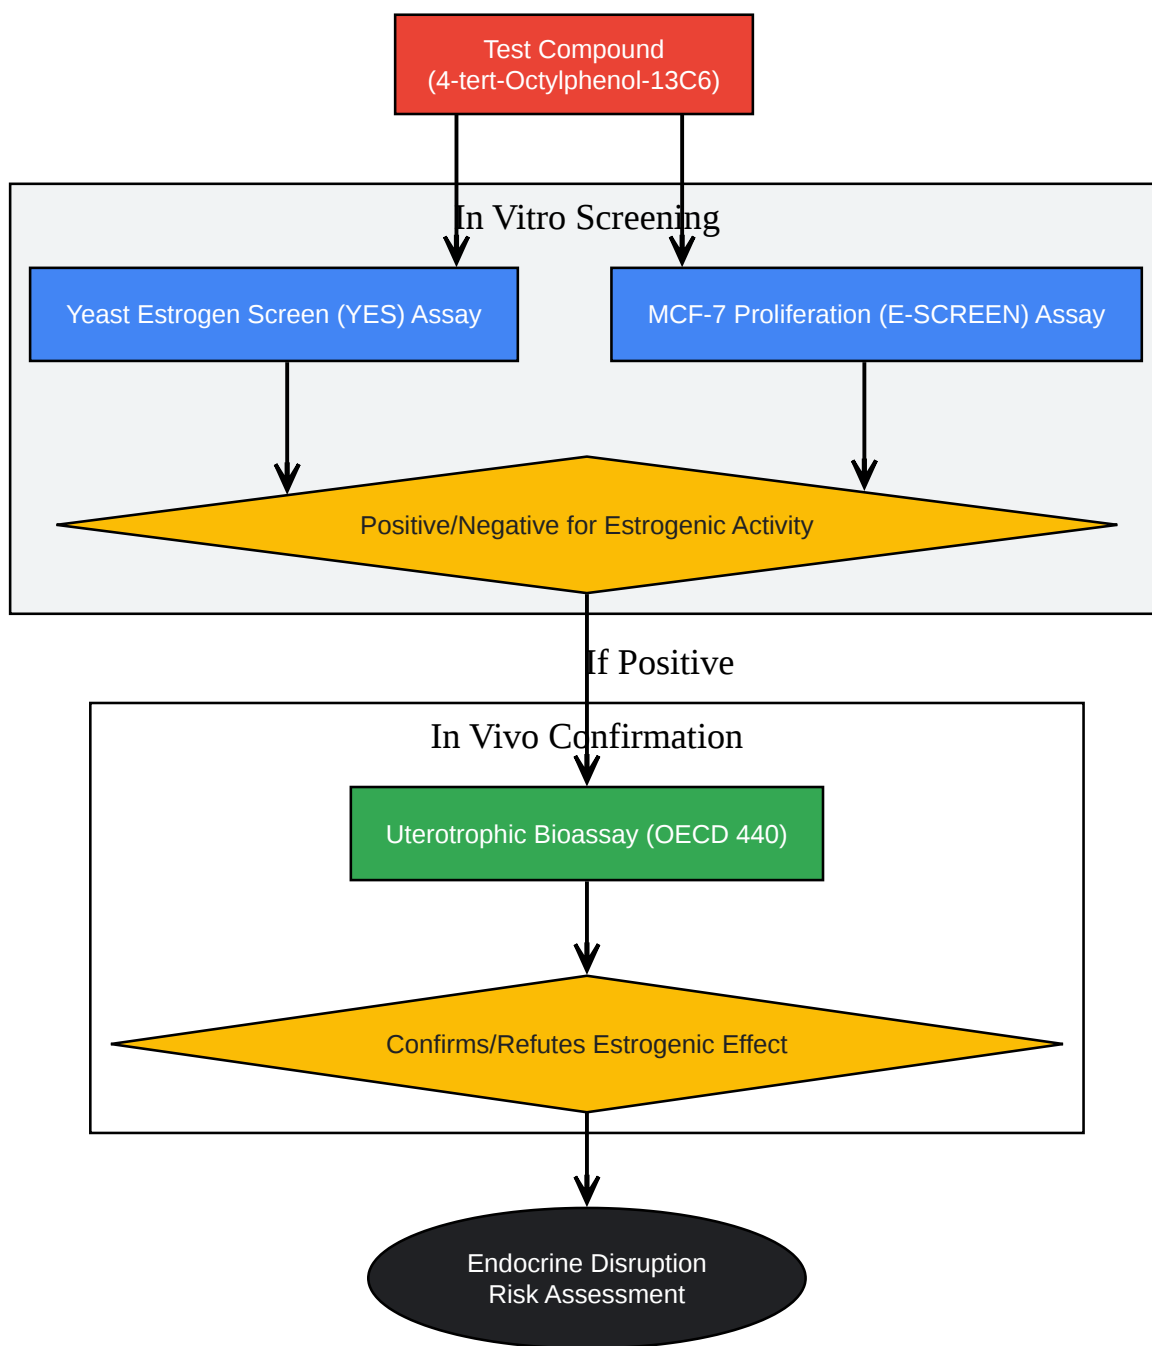 Test Compound
(4-tert-Octylphenol-13C6)
In Vitro Screening
Yeast Estrogen Screen (YES) Assay
MCF-7 Proliferation (E-SCREEN) Assay
Positive/Negative for Estrogenic Activity
If Positive
In Vivo Confirmation
Uterotrophic Bioassay (OECD 440)
Confirms/Refutes Estrogenic Effect
Endocrine Disruption
Risk Assessment